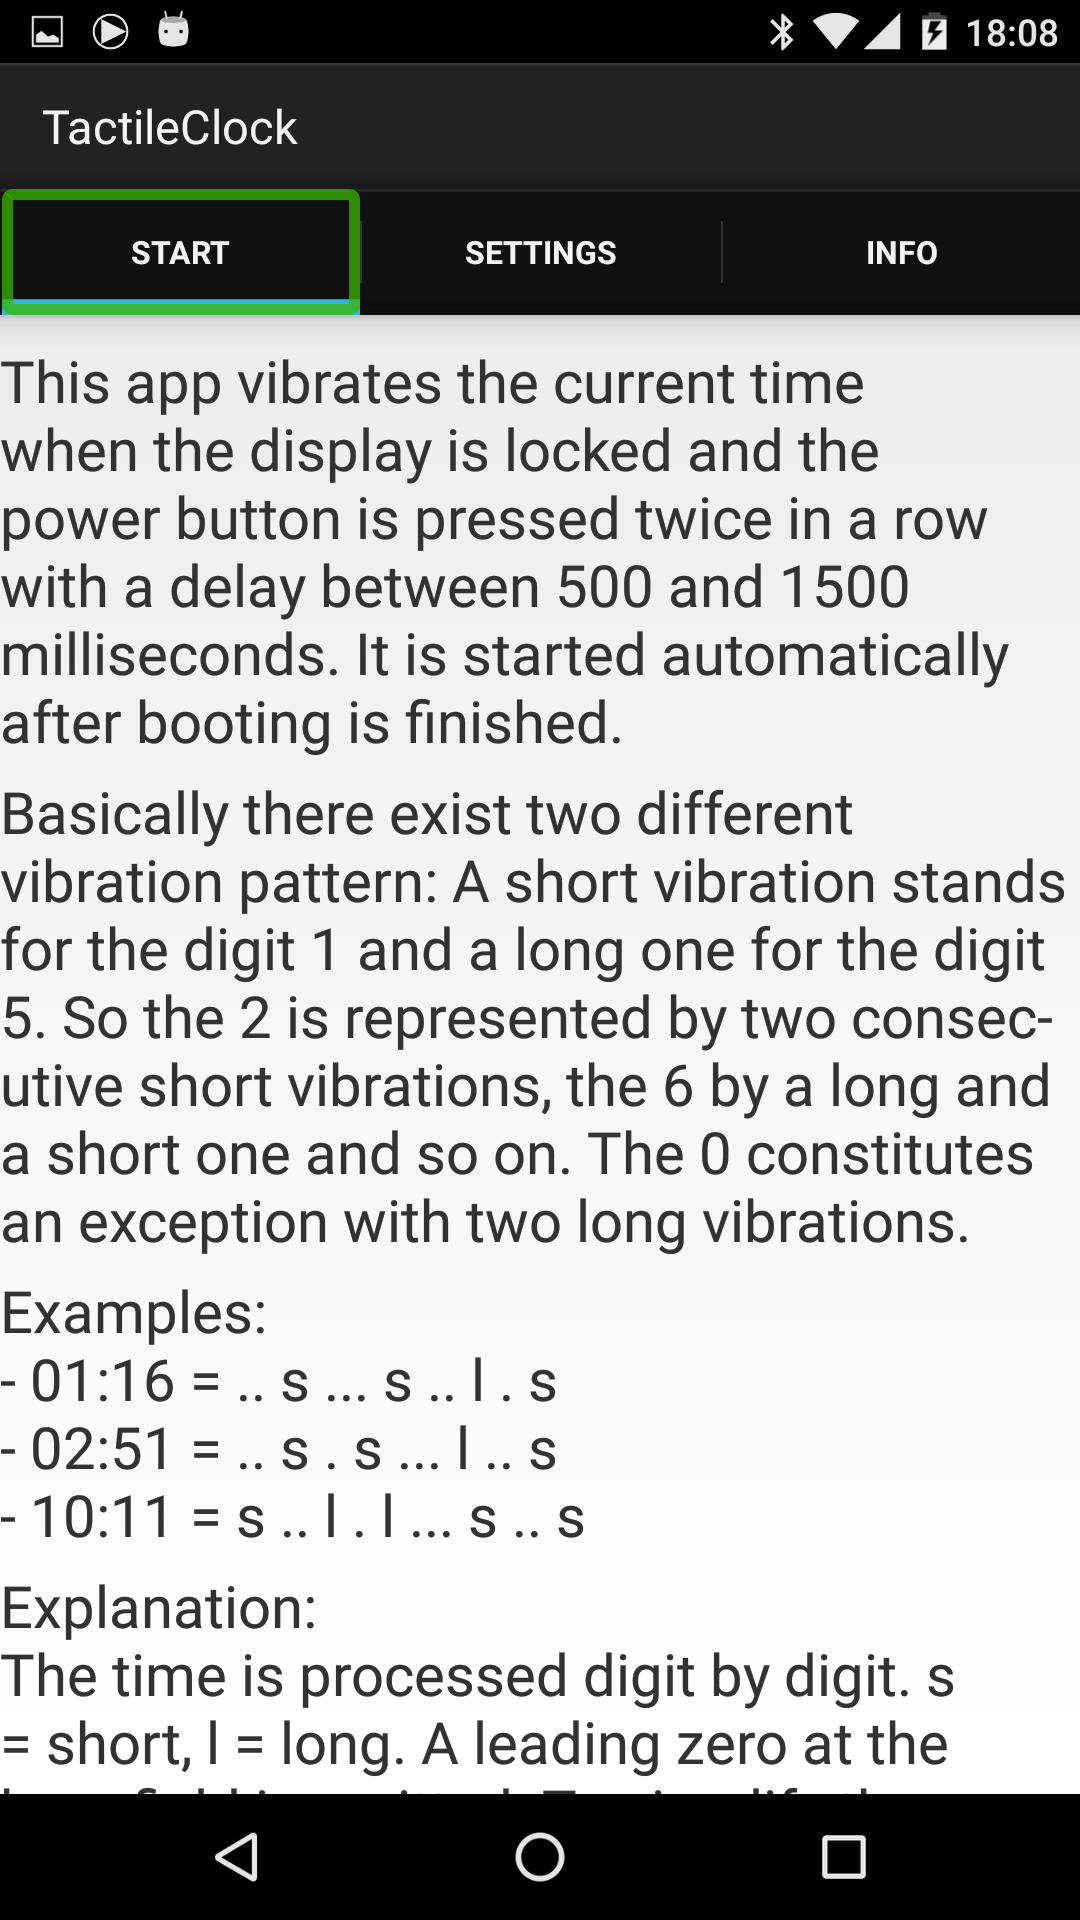 18:08
TactileClock
START SETTINGS INFO
This app vibrates the current time
when the display is locked and the
power button is pressed twice in a row
with a delay between 500 and 1500
milliseconds. It is started automatically
after booting is finished.
Basically there exist two different
vibration pattern: A short vibration stands
for the digit 1 and a long one for the digit
5. So the 2 is represented by two consec-
utive short vibrations, the 6 by a long and
a short one and so on. The 0 constitutes
an exception with two long vibrations.
Examples:
- 01:16 = .. s ... s .. l . s
- 02:51 = .. s . s ... l .. s
- 10:11 = s .. l . l ... s .. s
Explanation:
The time is processed digit by digit. s
= short, l = long. A leading zero at the